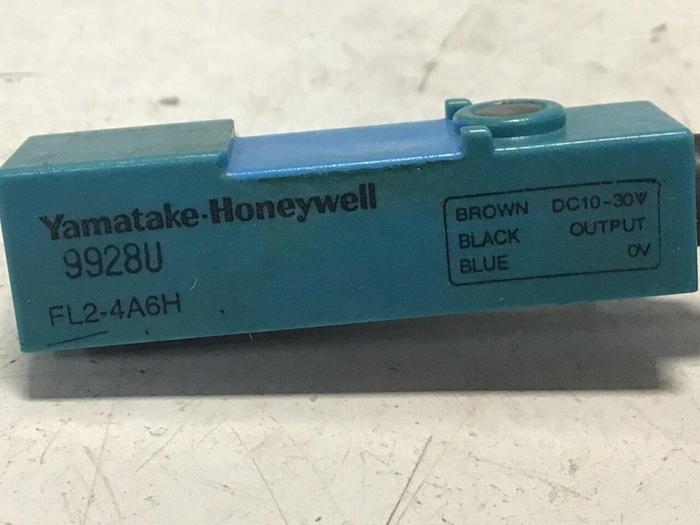 Yamatake-Honeywell
9928U
FL2-4A6H
BROWN DC10~30V
BLACK OUTPUT
BLUE 0V